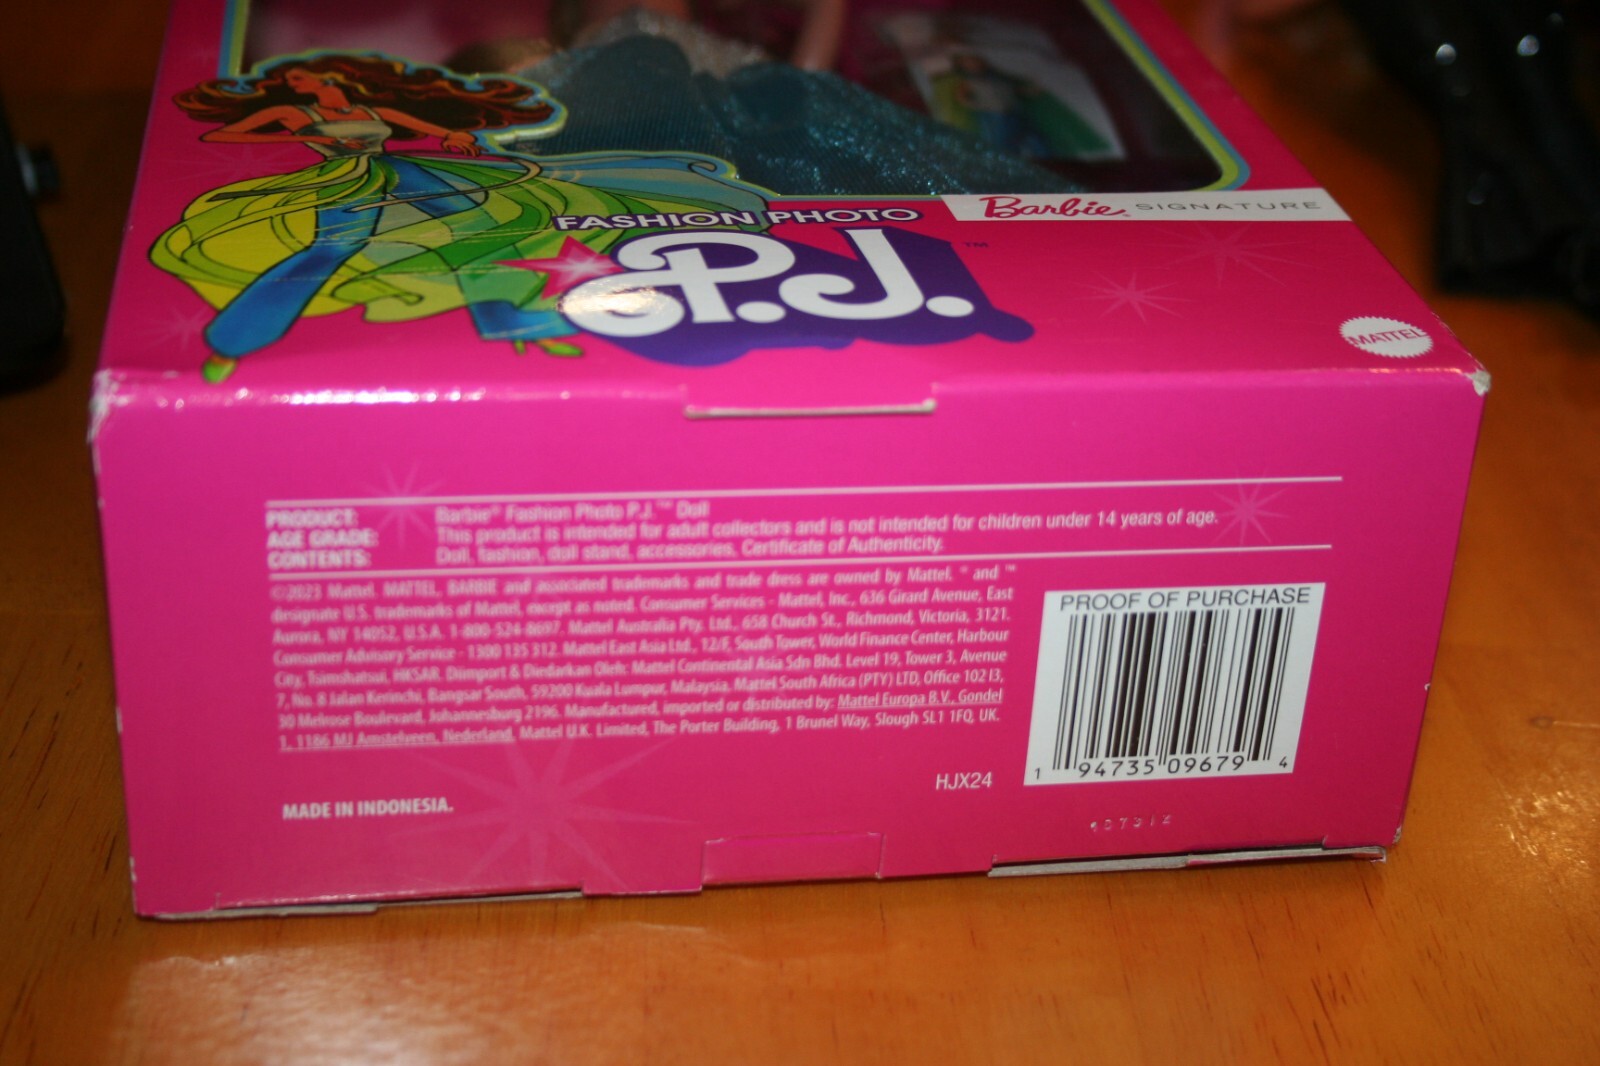 FASHION PHOTO
P.J.™
Barbie® SIGNATURE
MATTEL
PRODUCT: Barbie® Fashion Photo P.J.™ Doll
AGE GRADE: This product is intended for adult collectors and is not intended for children under 14 years of age.
CONTENTS: Doll, fashion, doll stand, accessories, Certificate of Authenticity.
©2023 Mattel. MATTEL, BARBIE and associated trademarks and trade dress are owned by Mattel. ® and ™
designate U.S. trademarks of Mattel, except as noted. Consumer Services - Mattel, Inc., 636 Girard Avenue, East
Aurora, NY 14052, U.S.A. 1-800-524-8697. Mattel Australia Pty. Ltd., 658 Church St., Richmond, Victoria, 3121.
Consumer Advisory Service - 1300 135 312. Mattel East Asia Ltd., 12/F, South Tower, World Finance Center, Harbour
City, Tsimshatsui, HKSAR. Diimport & Diedarkan Oleh: Mattel Continental Asia Sdn Bhd. Level 19, Tower 3, Avenue
7, No. 8 Jalan Kerinchi, Bangsar South, 59200 Kuala Lumpur, Malaysia. Mattel South Africa (PTY) LTD, Office 102 I3,
30 Melrose Boulevard, Johannesburg 2196. Manufactured, imported or distributed by: Mattel Europa B.V., Gondel
1, 1186 MJ Amstelveen, Nederland. Mattel U.K. Limited, The Porter Building, 1 Brunel Way, Slough SL1 1FQ, UK.
MADE IN INDONESIA.
HJX24
PROOF OF PURCHASE
1 94735 09679 4